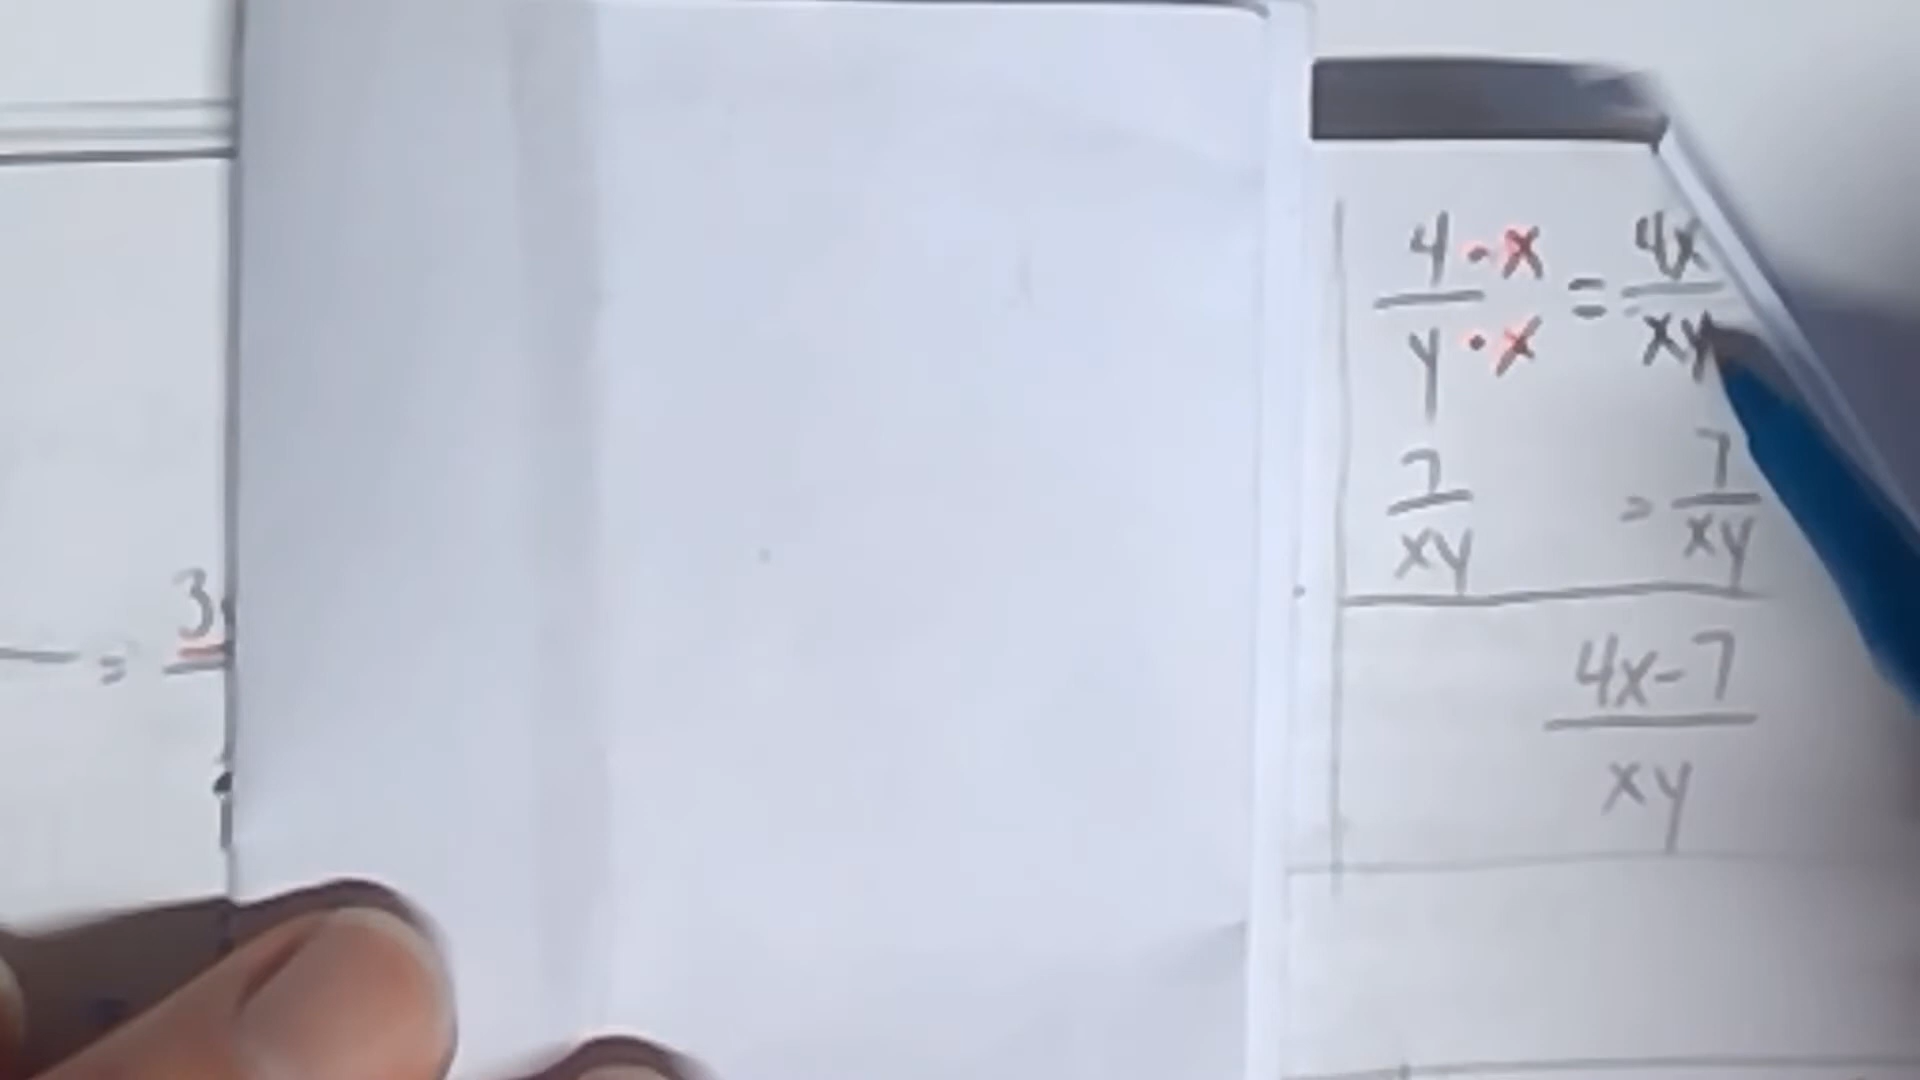 4 · x / y · x = 4x / xy
7 / xy = 7 / xy
4x - 7 / xy
= 3